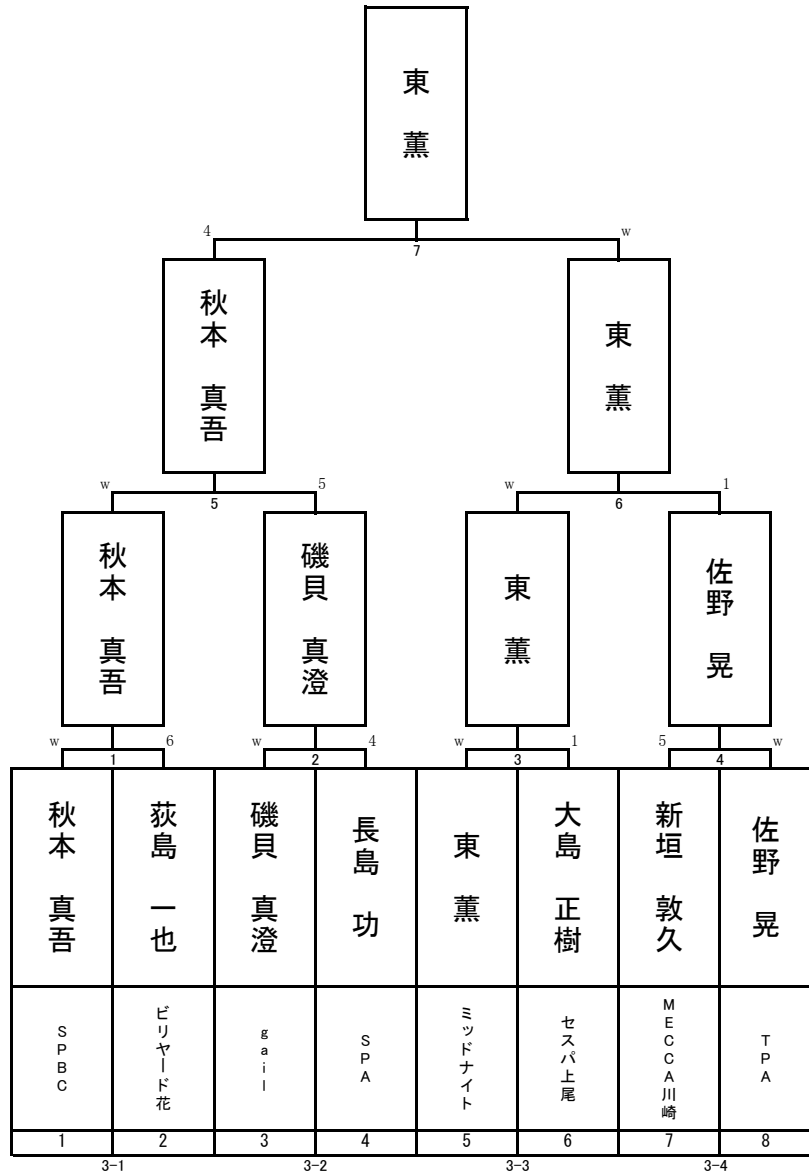 東 薫
4 w
7
秋本 真吾
東 薫
w 5 w 1
5 6
秋本 真吾
磯貝 真澄
東 薫
佐野 晃
w 6 w 4 w 1 5 w
1 2 3 4
秋本 真吾
荻島 一也
磯貝 真澄
長島 功
東 薫
大島 正樹
新垣 敦久
佐野 晃
SPBC
ビリヤード花
gail
SPA
ミッドナイト
セスパ上尾
MECCA川崎
TPA
1 2 3 4 5 6 7 8
3-1 3-2 3-3 3-4